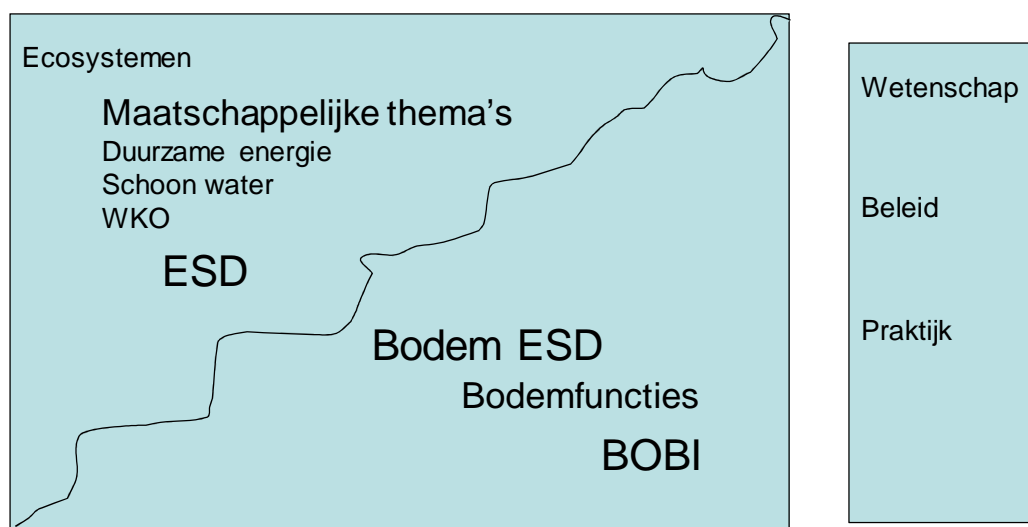 Ecosystemen
Maatschappelijke thema's
Duurzame energie
Schoon water
WKO
ESD
Bodem ESD
Bodemfuncties
BOBI
Wetenschap
Beleid
Praktijk